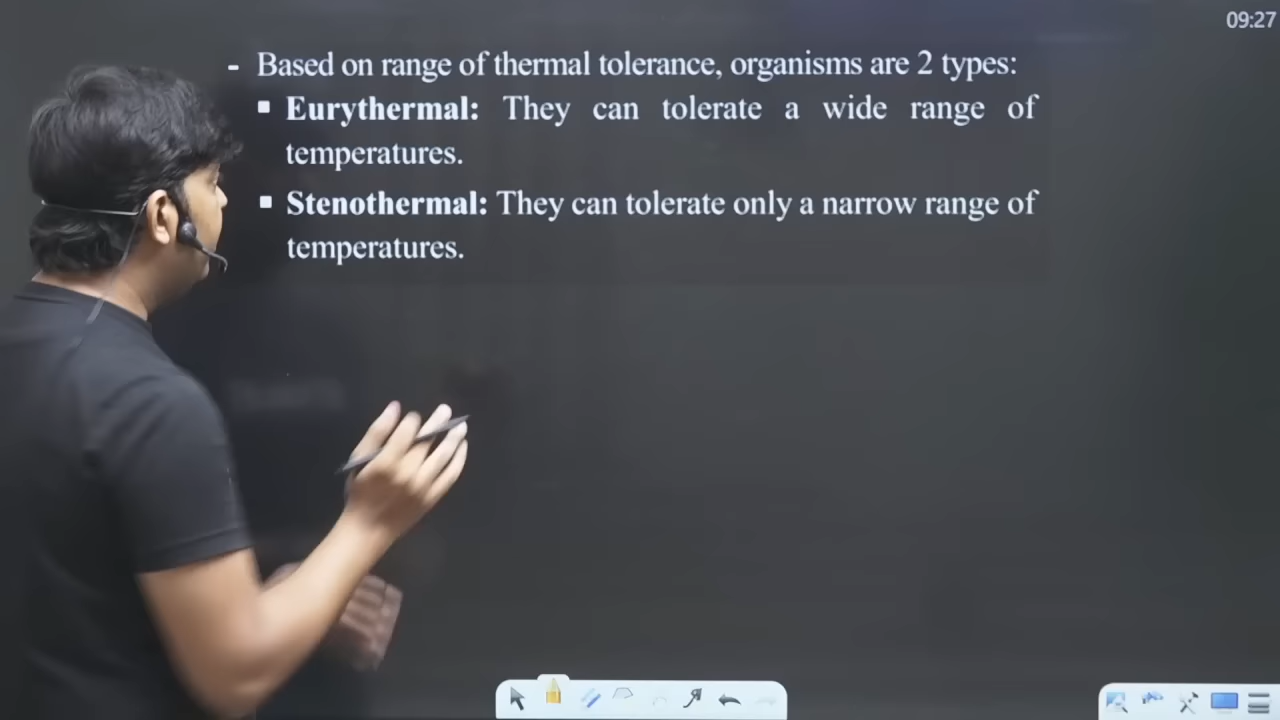 09:27
- Based on range of thermal tolerance, organisms are 2 types:
▪ Eurythermal: They can tolerate a wide range of
temperatures.
▪ Stenothermal: They can tolerate only a narrow range of
temperatures.